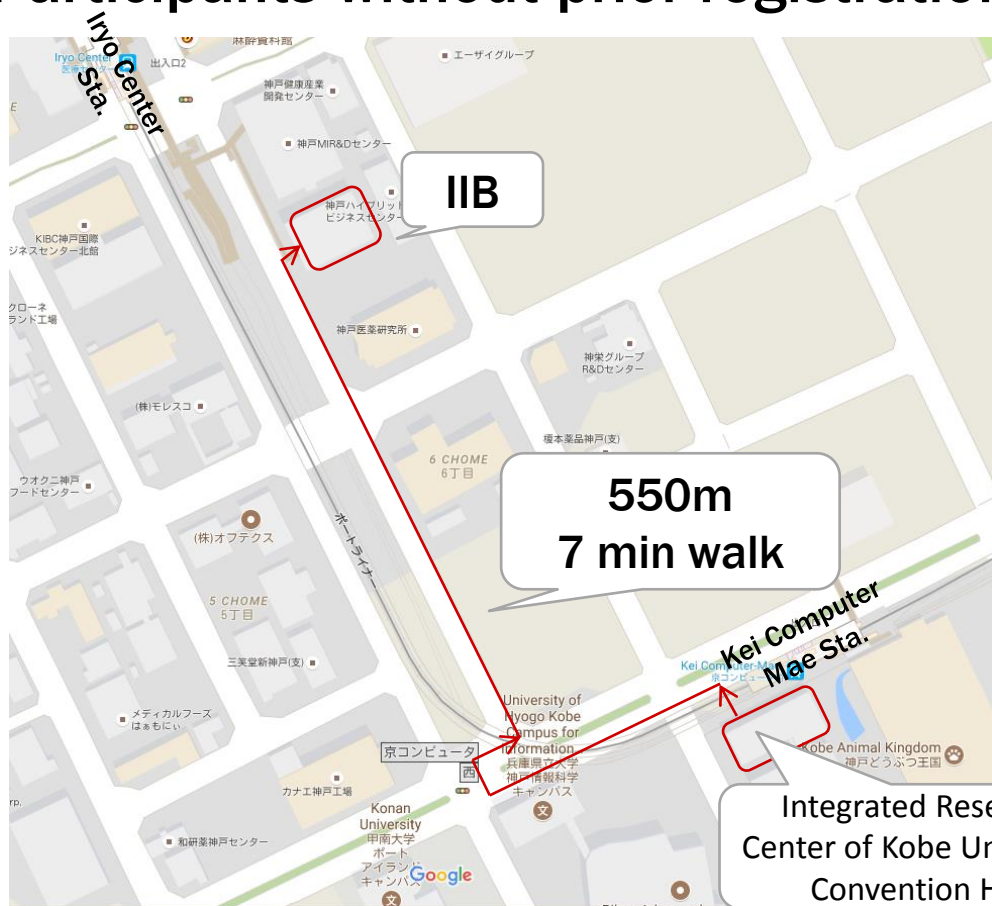 Participants without prior registration
麻酔資料館
Iryo Center
Sta.
Iryo Center
出入口2
エーザイグループ
神戸健康産業
開発センター
神戸MIR&Dセンター
IIB
神戸ハイブリッド
ビジネスセンター
KIBC神戸国際
ビジネスセンター北館
クローネ
ランド工場
神戸医薬研究所
神栄グループ
R&Dセンター
(株)モレスコ
榎本薬品神戸(支)
6 CHOME
6丁目
ウオクニ神戸
フードセンター
550m
7 min walk
(株)オフテクス
ポートライナー
5 CHOME
5丁目
三笑堂新神戸(支)
Kei Computer
Mae Sta.
Kei Computer-Mae
京コンピュータ
University of
Hyogo Kobe
Campus for
Information
兵庫県立大学
神戸情報科学
キャンパス
メディカルフーズ
はぁもにぃ
京コンピュータ
西
Kobe Animal Kingdom
神戸どうぶつ王国
カナエ神戸工場
Konan
University
甲南大学
ポート
アイランド
キャンパス
和研薬神戸センター
Google
Integrated Rese
Center of Kobe Un
Convention H